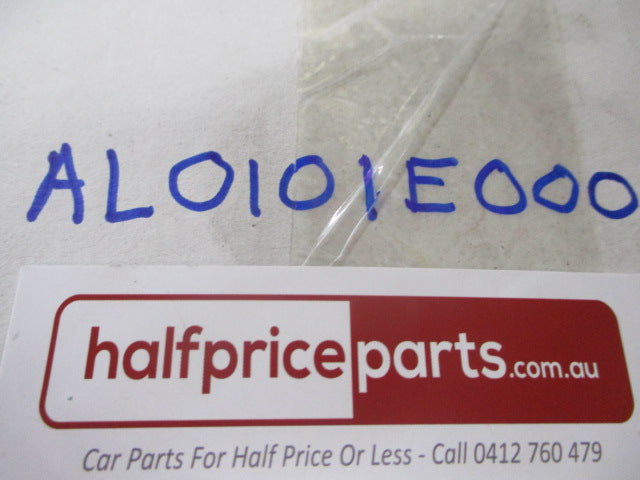 AL0101E000
halfpriceparts.com.au
Car Parts For Half Price Or Less - Call 0412 760 479